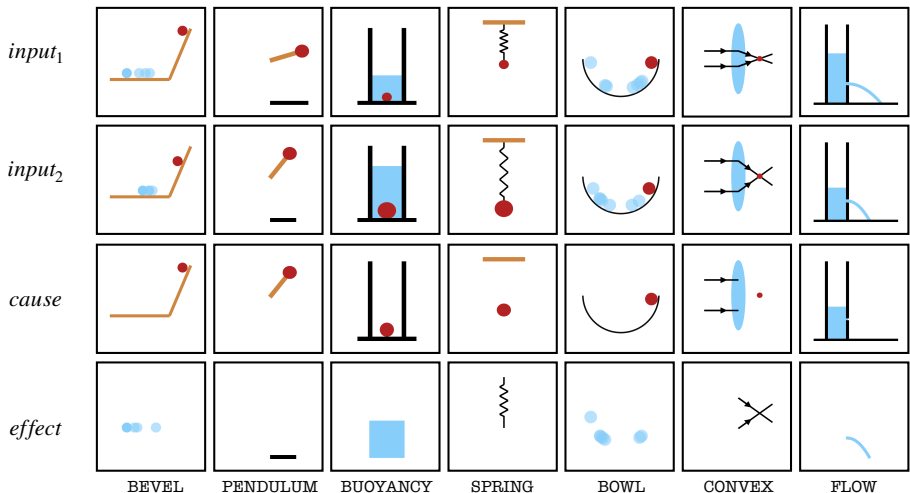 input₁
input₂
cause
effect
BEVEL PENDULUM BUOYANCY SPRING BOWL CONVEX FLOW